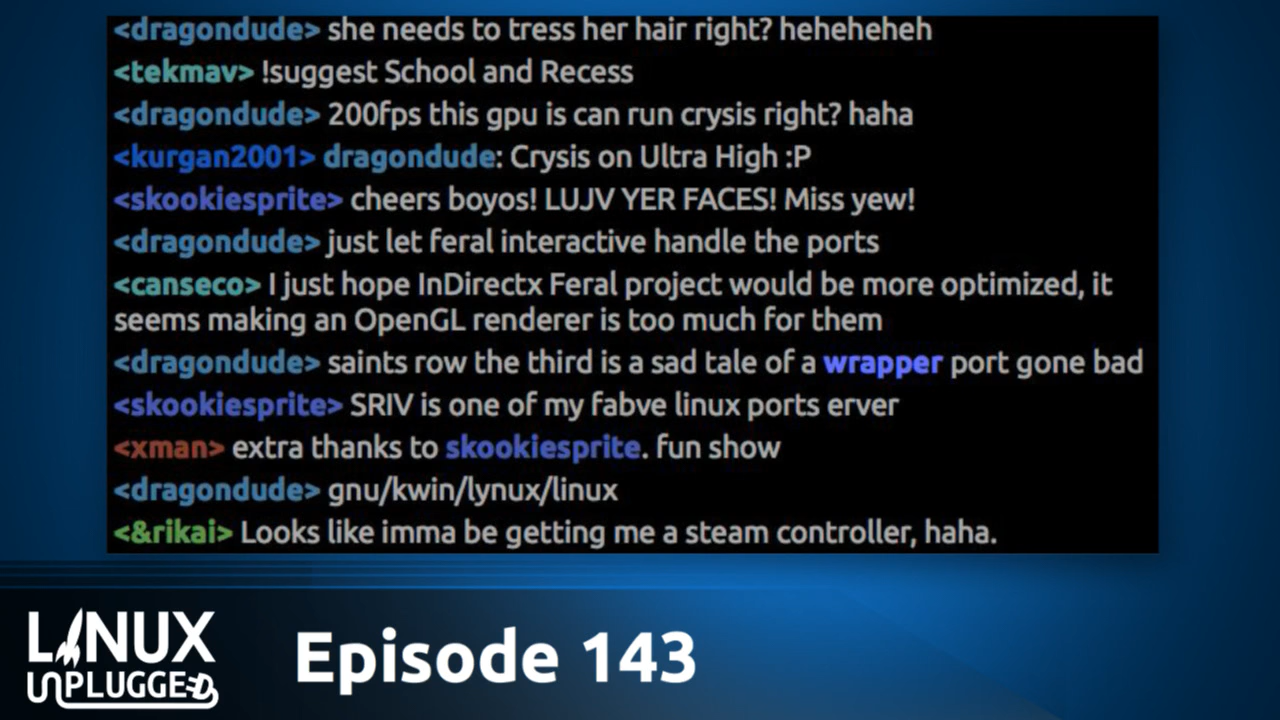 <dragondude> she needs to tress her hair right? heheheheh
<tekmav> !suggest School and Recess
<dragondude> 200fps this gpu is can run crysis right? haha
<kurgan2001> dragondude: Crysis on Ultra High :P
<skookiesprite> cheers boyos! LUJV YER FACES! Miss yew!
<dragondude> just let feral interactive handle the ports
<canseco> I just hope InDirectx Feral project would be more optimized, it
seems making an OpenGL renderer is too much for them
<dragondude> saints row the third is a sad tale of a wrapper port gone bad
<skookiesprite> SRIV is one of my fabve linux ports erver
<xman> extra thanks to skookiesprite. fun show
<dragondude> gnu/kwin/lynux/linux
<&rikai> Looks like imma be getting me a steam controller, haha.
LINUX
UNPLUGGED
Episode 143